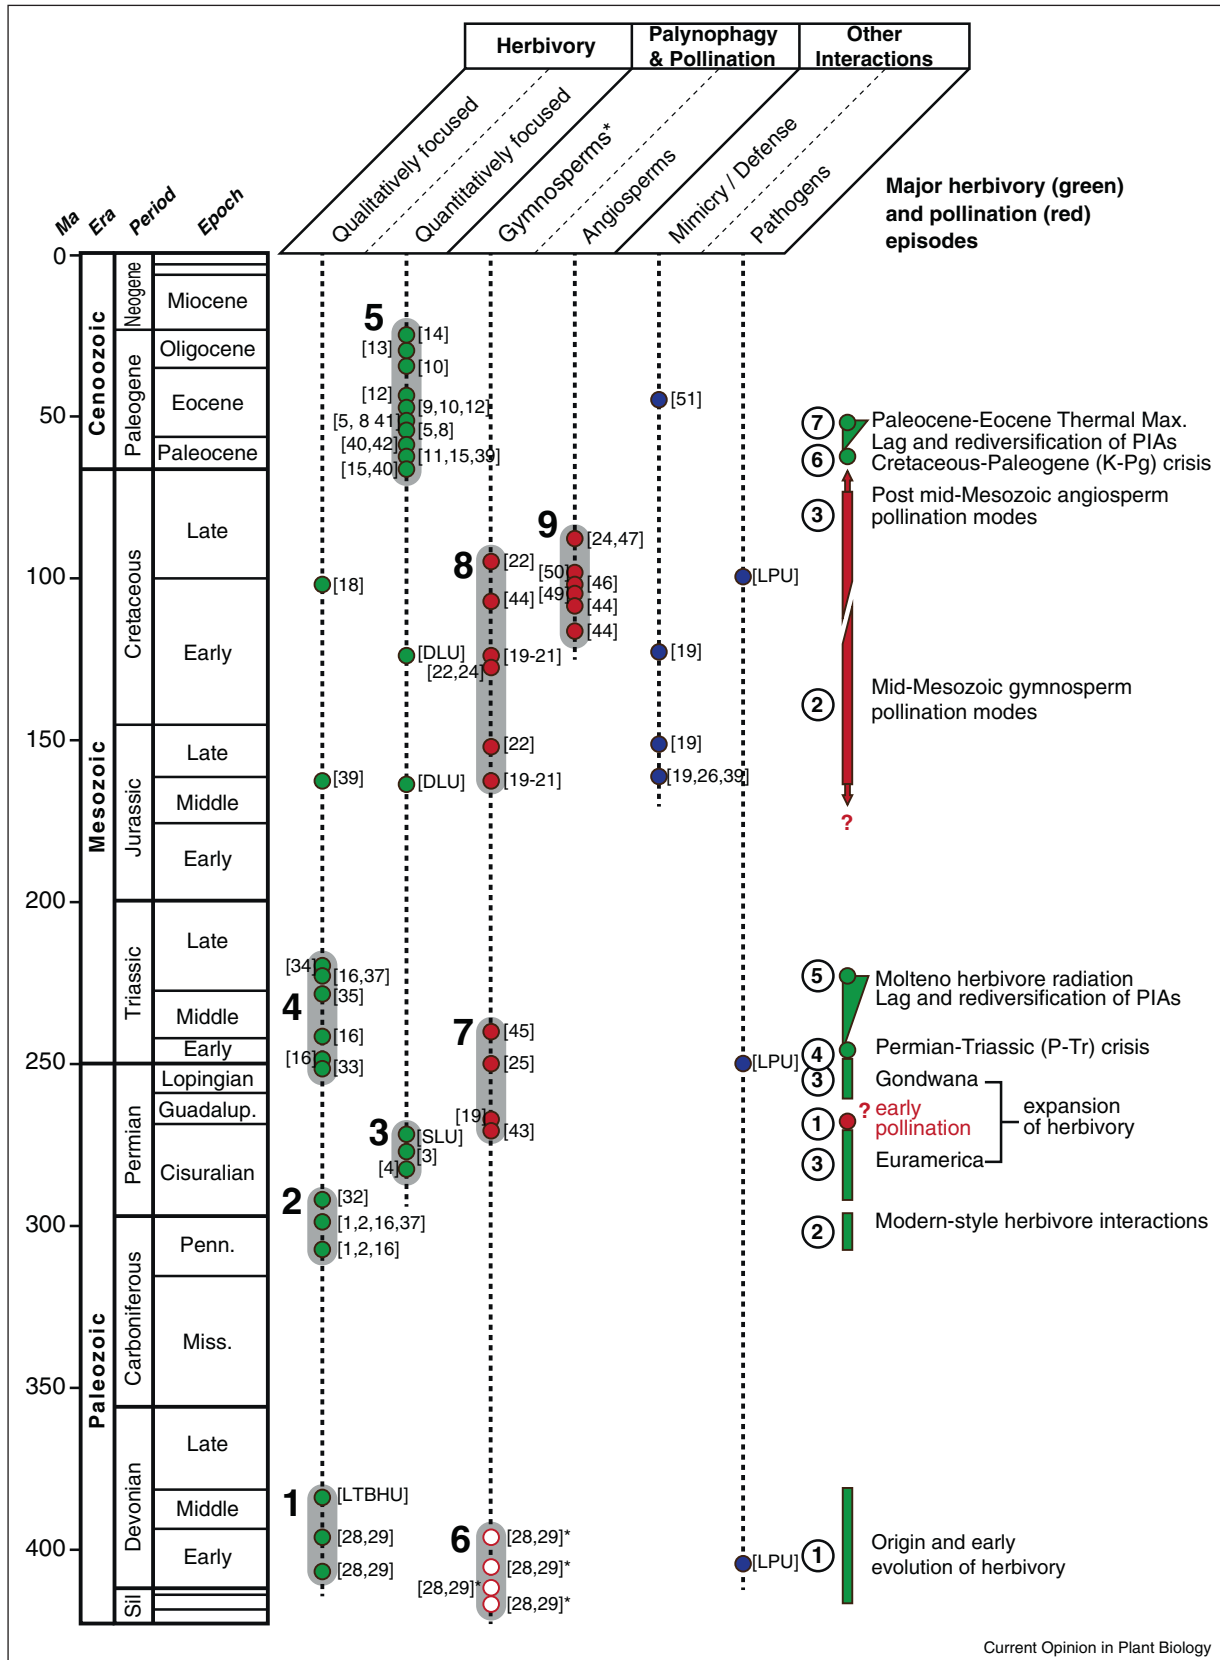 Herbivory
Palynophagy
& Pollination
Other
Interactions
Qualitatively focused
Quantitatively focused
Gymnosperms*
Angiosperms
Mimicry / Defense
Pathogens
Major herbivory (green)
and pollination (red)
episodes
Ma
Era
Period
Epoch
0
50
100
150
200
250
300
350
400
Cenoozoic
Mesozoic
Paleozoic
Neogene
Paleogene
Cretaceous
Jurassic
Triassic
Permian
Carboniferous
Devonian
Sil
Miocene
Oligocene
Eocene
Paleocene
Late
Early
Late
Middle
Early
Late
Middle
Early
Lopingian
Guadalup.
Cisuralian
Penn.
Miss.
Late
Middle
Early
[18]
[39]
[34]
[16,37]
[35]
4
[16]
[16]
[33]
2
[32]
[1,2,16,37]
[1,2,16]
1
[LTBHU]
[28,29]
[28,29]
5
[14]
[13]
[10]
[12]
[9,10,12]
[5, 8 41]
[5,8]
[40,42]
[11,15,39]
[15,40]
[DLU]
[DLU]
3
[SLU]
[3]
[4]
8
[22]
[44]
[19-21]
[22,24]
[22]
[19-21]
7
[45]
[25]
[19]
[43]
6
[28,29]*
[28,29]*
[28,29]*
[28,29]*
9
[24,47]
[50]
[46]
[49]
[44]
[44]
[51]
[19]
[19]
[19,26,39]
[LPU]
[LPU]
[LPU]
7
Paleocene-Eocene Thermal Max.
Lag and rediversification of PIAs
6
Cretaceous-Paleogene (K-Pg) crisis
3
Post mid-Mesozoic angiosperm
pollination modes
2
Mid-Mesozoic gymnosperm
pollination modes
?
5
Molteno herbivore radiation
Lag and rediversification of PIAs
4
Permian-Triassic (P-Tr) crisis
3
Gondwana
1
? early
pollination
expansion
of herbivory
3
Euramerica
2
Modern-style herbivore interactions
1
Origin and early
evolution of herbivory
Current Opinion in Plant Biology